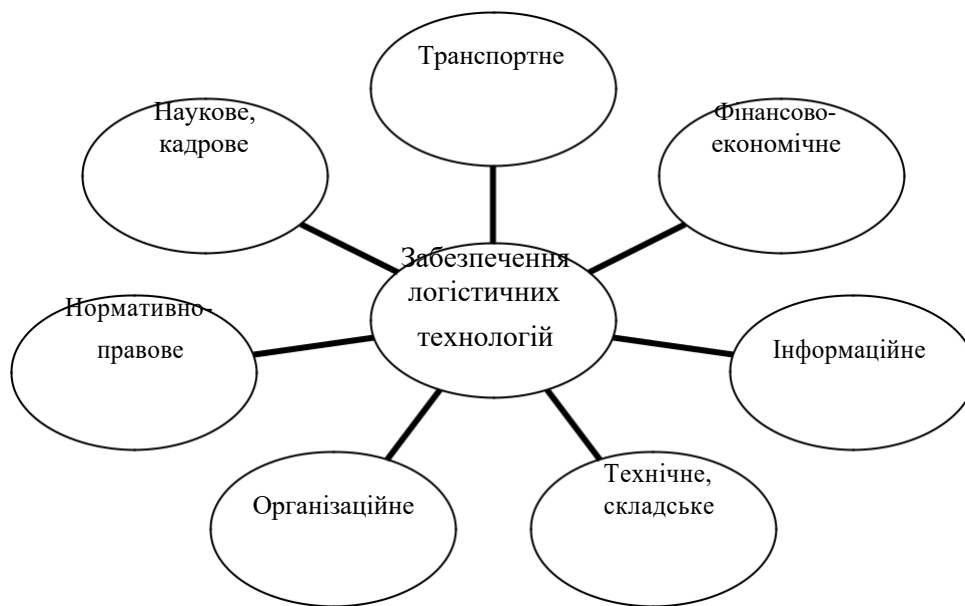 Транспортне
Наукове,
кадрове
Фінансово-
економічне
Забезпечення
логістичних
технологій
Нормативно-
правове
Інформаційне
Організаційне
Технічне,
складське